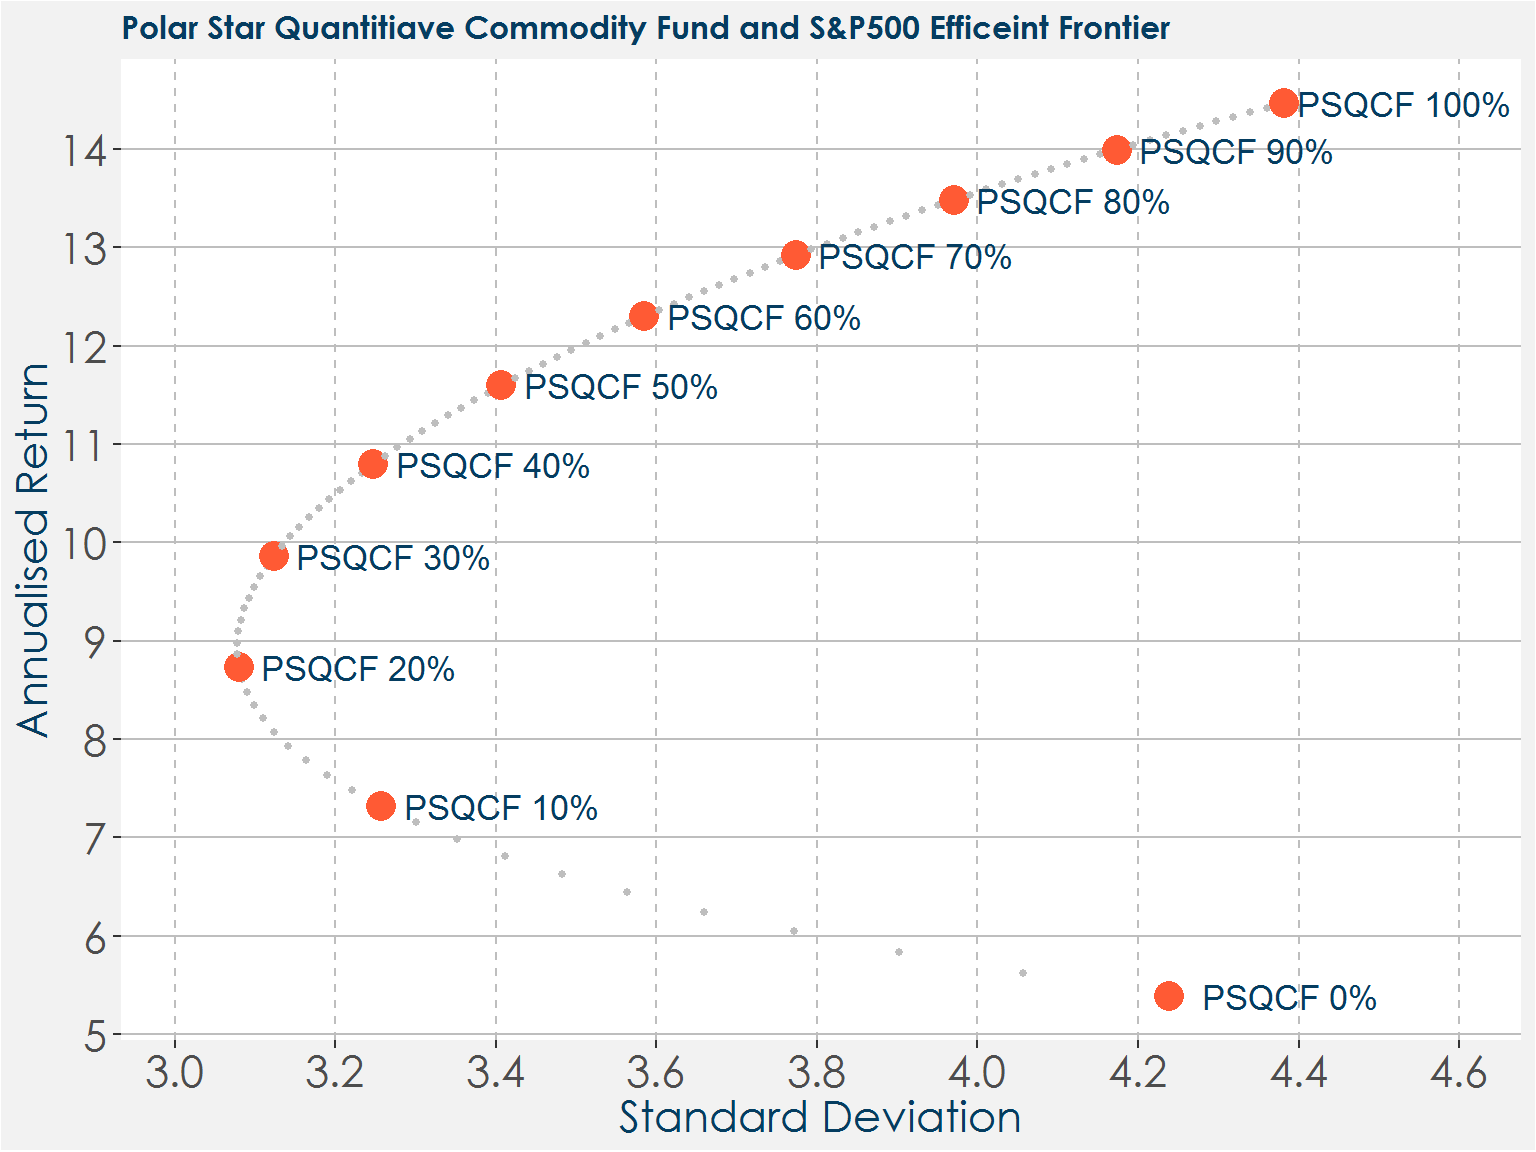 Polar Star Quantitiave Commodity Fund and S&P500 Efficeint Frontier
PSQCF 100%
14
PSQCF 90%
PSQCF 80%
13
PSQCF 70%
PSQCF 60%
12
PSQCF 50%
11
PSQCF 40%
10
PSQCF 30%
9
PSQCF 20%
8
PSQCF 10%
7
6
PSQCF 0%
5
Annualised Return
3.0 3.2 3.4 3.6 3.8 4.0 4.2 4.4 4.6
Standard Deviation